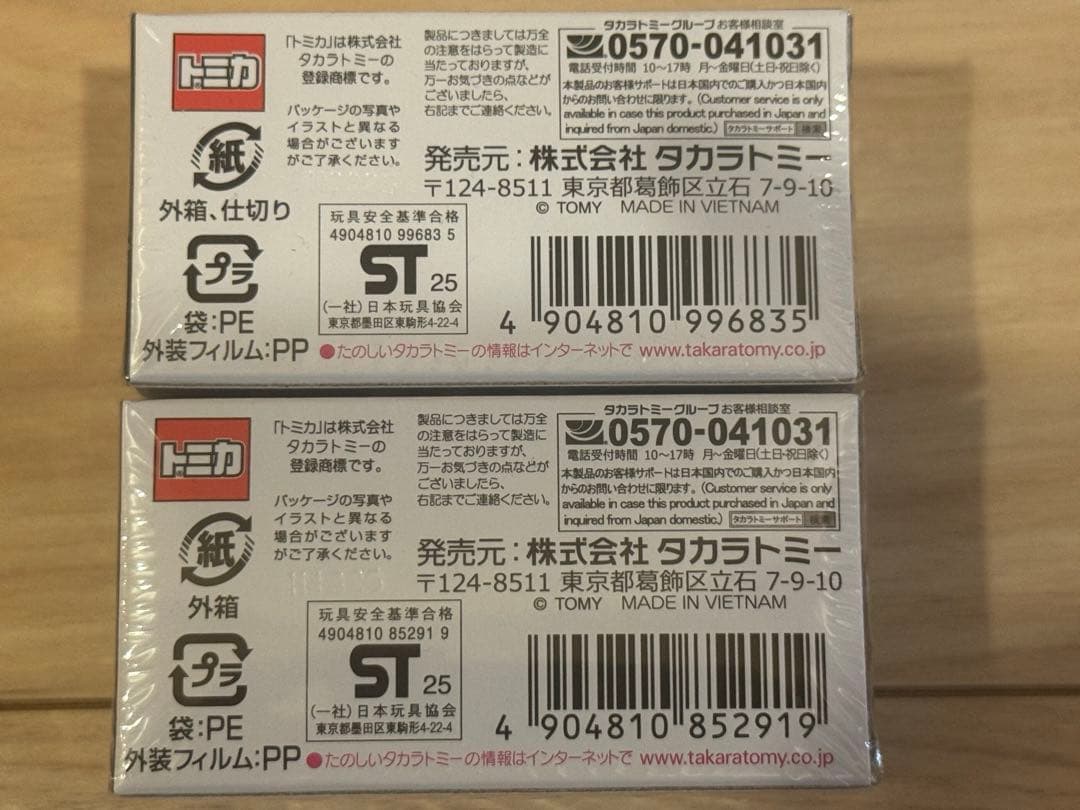 トミカ
「トミカ」は株式会社
タカラトミーの
登録商標です。
パッケージの写真や
イラストと異なる
場合がございます
がご了承ください。
製品につきましては万全
の注意をはらって製造に
当たっておりますが、
万一お気づきの点などが
ございましたら、
右記までご連絡ください。
タカラトミーグループ お客様相談室
0570-041031
電話受付時間 10〜17時 月〜金曜日(土日・祝日除く)
本製品のお客様サポートは日本国内でのご購入かつ日本国内
からのお問い合わせに限ります。(Customer service is only
available in case this product purchased in Japan and
inquired from Japan domestic.) タカラトミーサポート 検索
発売元:株式会社 タカラトミー
〒124-8511 東京都葛飾区立石 7-9-10
© TOMY MADE IN VIETNAM
紙
外箱、仕切り
プラ
袋:PE
外装フィルム:PP
玩具安全基準合格
4904810 99683 5
ST 25
(一社)日本玩具協会
東京都墨田区東駒形4-22-4
4 904810 996835
●たのしいタカラトミーの情報はインターネットで www.takaratomy.co.jp
トミカ
「トミカ」は株式会社
タカラトミーの
登録商標です。
パッケージの写真や
イラストと異なる
場合がございます
がご了承ください。
製品につきましては万全
の注意をはらって製造に
当たっておりますが、
万一お気づきの点などが
ございましたら、
右記までご連絡ください。
タカラトミーグループ お客様相談室
0570-041031
電話受付時間 10〜17時 月〜金曜日(土日・祝日除く)
本製品のお客様サポートは日本国内でのご購入かつ日本国内
からのお問い合わせに限ります。(Customer service is only
available in case this product purchased in Japan and
inquired from Japan domestic.) タカラトミーサポート 検索
発売元:株式会社 タカラトミー
〒124-8511 東京都葛飾区立石 7-9-10
© TOMY MADE IN VIETNAM
紙
外箱
プラ
袋:PE
外装フィルム:PP
玩具安全基準合格
4904810 85291 9
ST 25
(一社)日本玩具協会
東京都墨田区東駒形4-22-4
4 904810 852919
●たのしいタカラトミーの情報はインターネットで www.takaratomy.co.jp